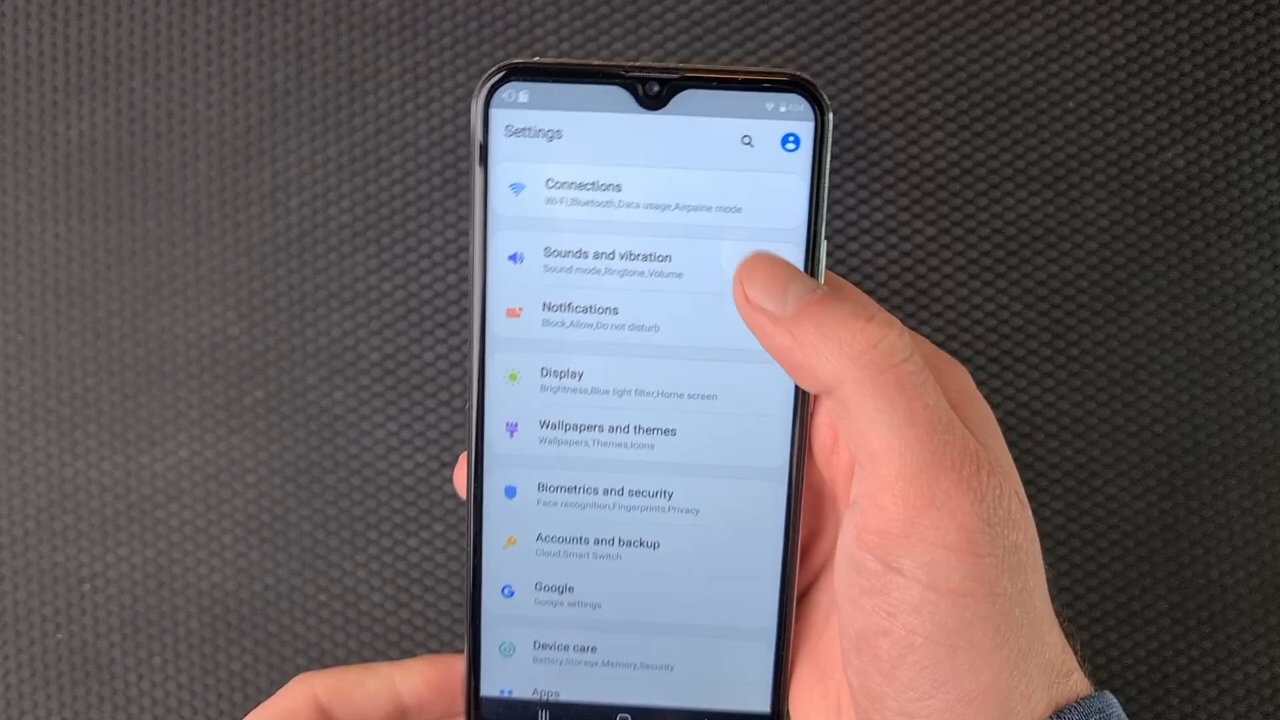 Settings
Connections
Wi-Fi,Bluetooth,Data usage,Airplane mode
Sounds and vibration
Sound mode,Ringtone,Volume
Notifications
Block,Allow,Do not disturb
Display
Brightness,Blue light filter,Home screen
Wallpapers and themes
Wallpapers,Themes,Icons
Biometrics and security
Face recognition,Fingerprints,Privacy
Accounts and backup
Cloud,Smart Switch
Google
Google settings
Device care
Battery,Storage,Memory,Security
Apps